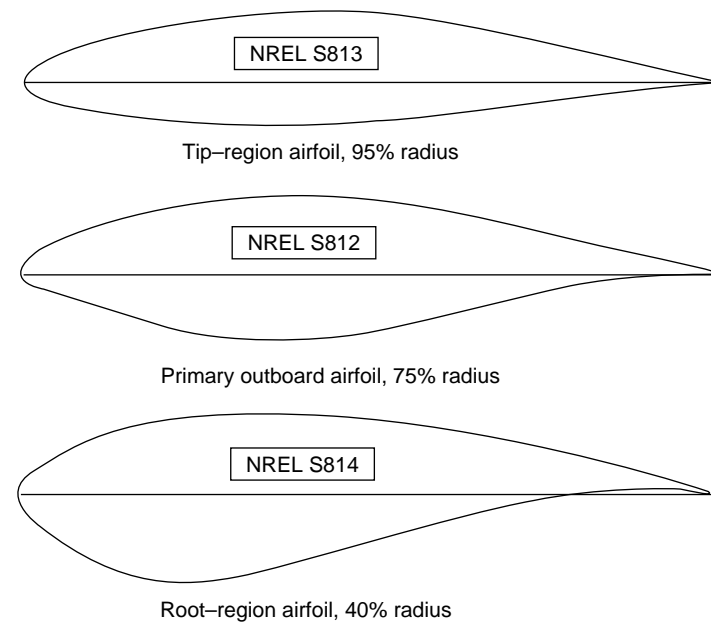 NREL S813
Tip–region airfoil, 95% radius
NREL S812
Primary outboard airfoil, 75% radius
NREL S814
Root–region airfoil, 40% radius